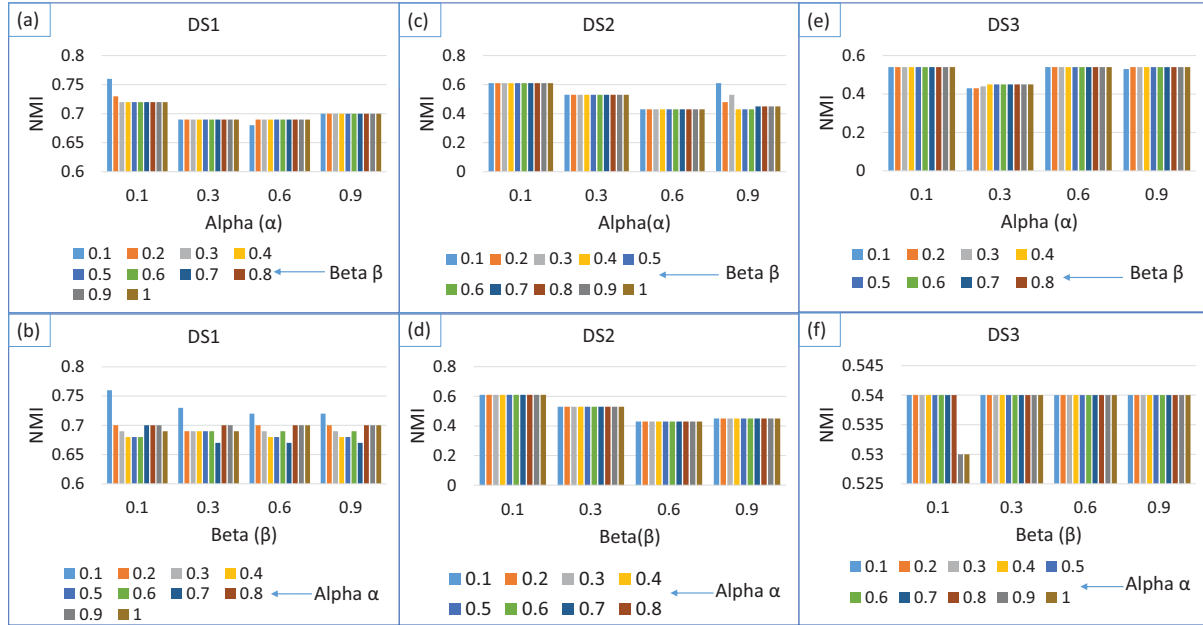 (a)
DS1
0.8
0.75
0.7
0.65
0.6
NMI
0.1 0.3 0.6 0.9
Alpha (α)
0.1 0.2 0.3 0.4
0.5 0.6 0.7 0.8
0.9 1
Beta β
(c)
DS2
0.8
0.6
0.4
0.2
0
NMI
0.1 0.3 0.6 0.9
Alpha(α)
0.1 0.2 0.3 0.4 0.5
0.6 0.7 0.8 0.9 1
Beta β
(e)
DS3
0.6
0.4
0.2
0
NMI
0.1 0.3 0.6 0.9
Alpha (α)
0.1 0.2 0.3 0.4
0.5 0.6 0.7 0.8
Beta β
(b)
DS1
0.8
0.75
0.7
0.65
0.6
NMI
0.1 0.3 0.6 0.9
Beta (β)
0.1 0.2 0.3 0.4
0.5 0.6 0.7 0.8
0.9 1
Alpha α
(d)
DS2
0.8
0.6
0.4
0.2
0
NMI
0.1 0.3 0.6 0.9
Beta(β)
0.1 0.2 0.3 0.4
0.5 0.6 0.7 0.8
Alpha α
(f)
DS3
0.545
0.54
0.535
0.53
0.525
NMI
0.1 0.3 0.6 0.9
Beta (β)
0.1 0.2 0.3 0.4 0.5
0.6 0.7 0.8 0.9 1
Alpha α